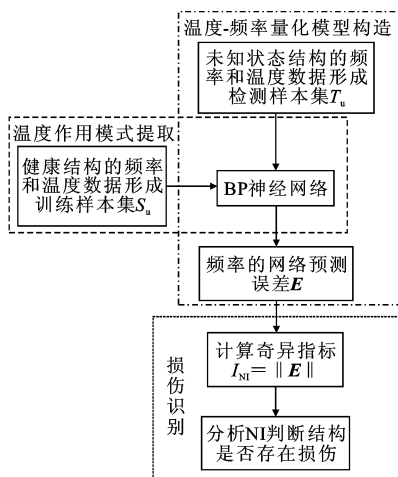 温度-频率量化模型构造
未知状态结构的频
率和温度数据形成
检测样本集Tu
温度作用模式提取
健康结构的频率
和温度数据形成
训练样本集Su
BP神经网络
频率的网络预测
误差E
损伤识别
计算奇异指标
INI=‖E‖
分析NI判断结构
是否存在损伤